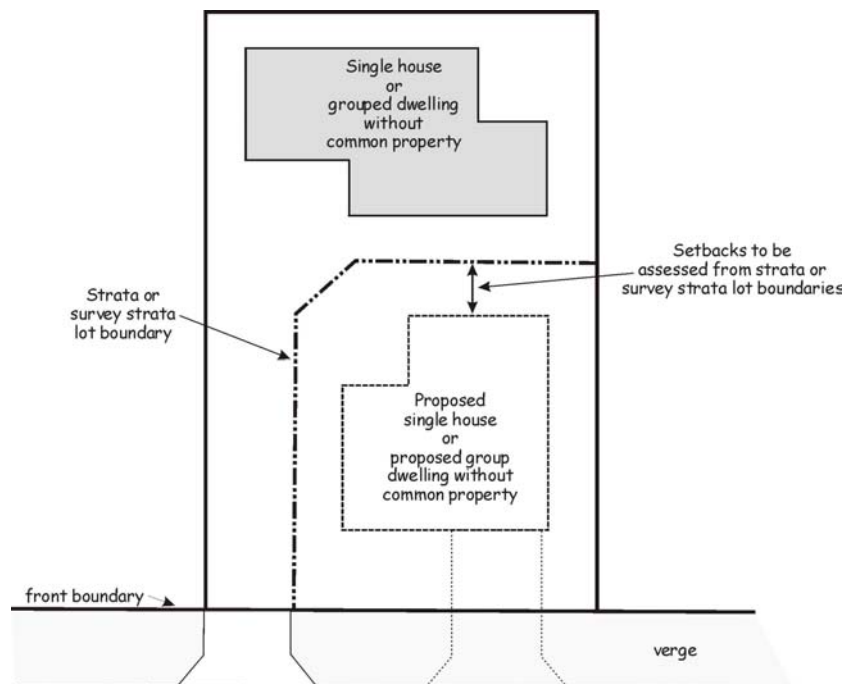 Single house
or
grouped dwelling
without
common property
Setbacks to be
assessed from strata or
survey strata lot boundaries
Strata or
survey strata
lot boundary
Proposed
single house
or
proposed group
dwelling without
common property
front boundary
verge